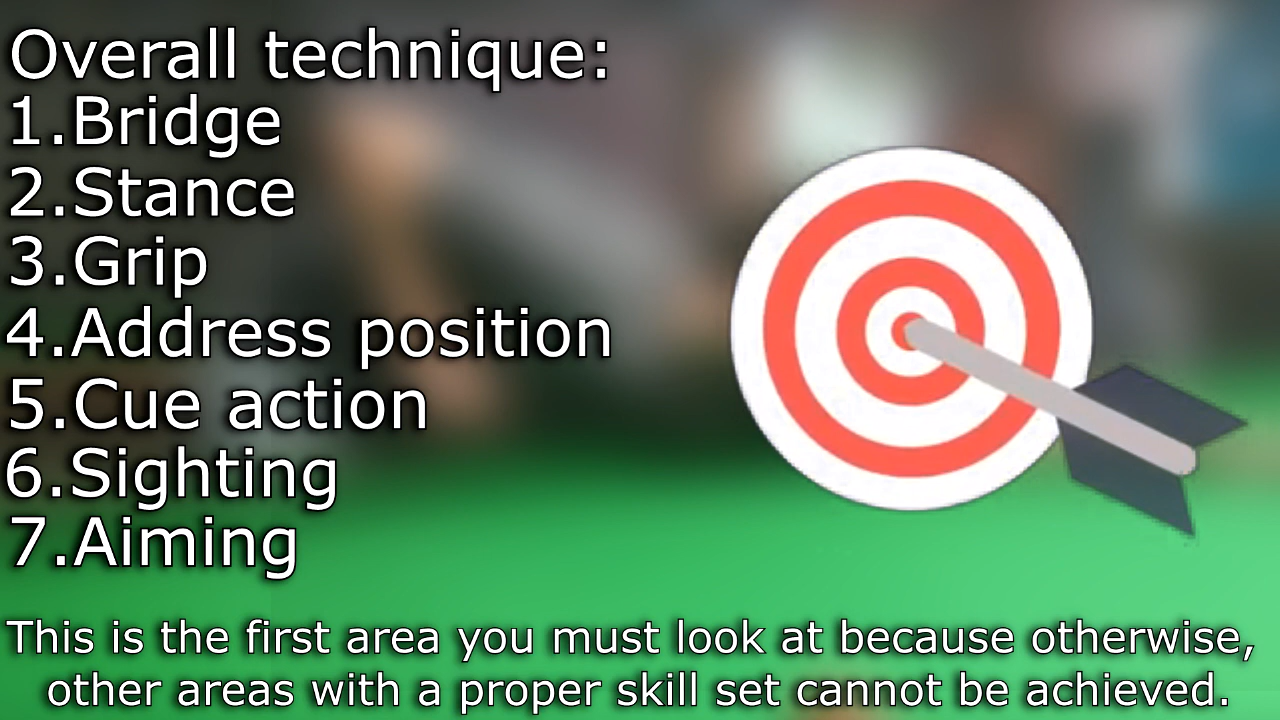 Overall technique:
1.Bridge
2.Stance
3.Grip
4.Address position
5.Cue action
6.Sighting
7.Aiming
This is the first area you must look at because otherwise,
other areas with a proper skill set cannot be achieved.